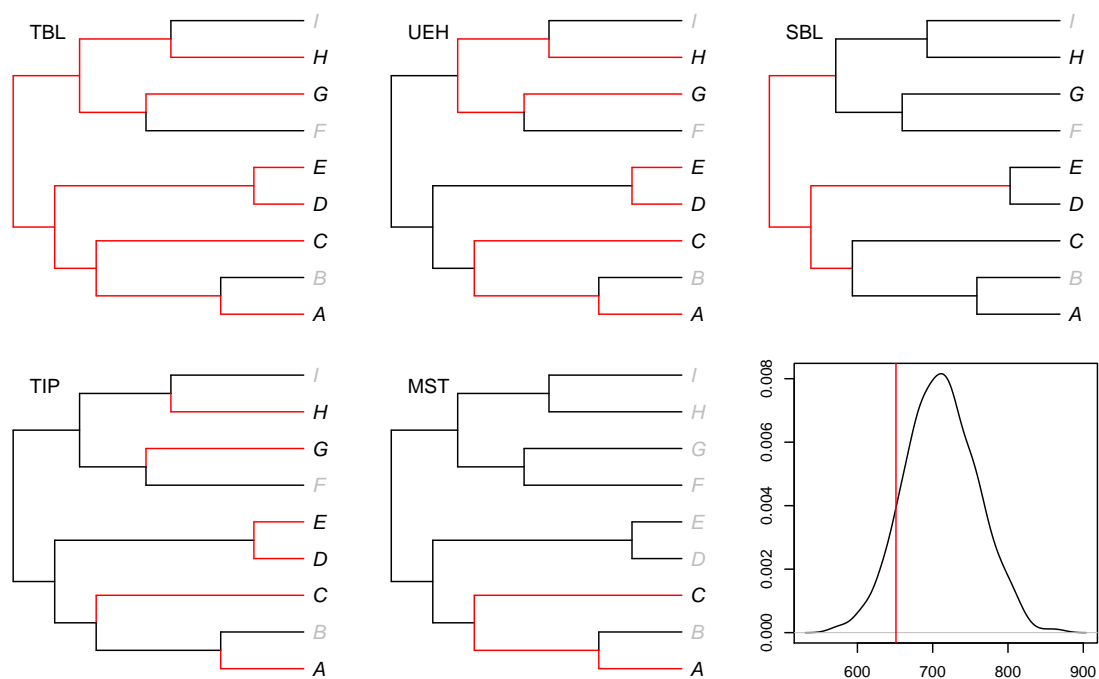 TBL
I
H
G
F
E
D
C
B
A
UEH
I
H
G
F
E
D
C
B
A
SBL
I
H
G
F
E
D
C
B
A
TIP
I
H
G
F
E
D
C
B
A
MST
I
H
G
F
E
D
C
B
A
0.008
0.006
0.004
0.002
0.000
600 700 800 900